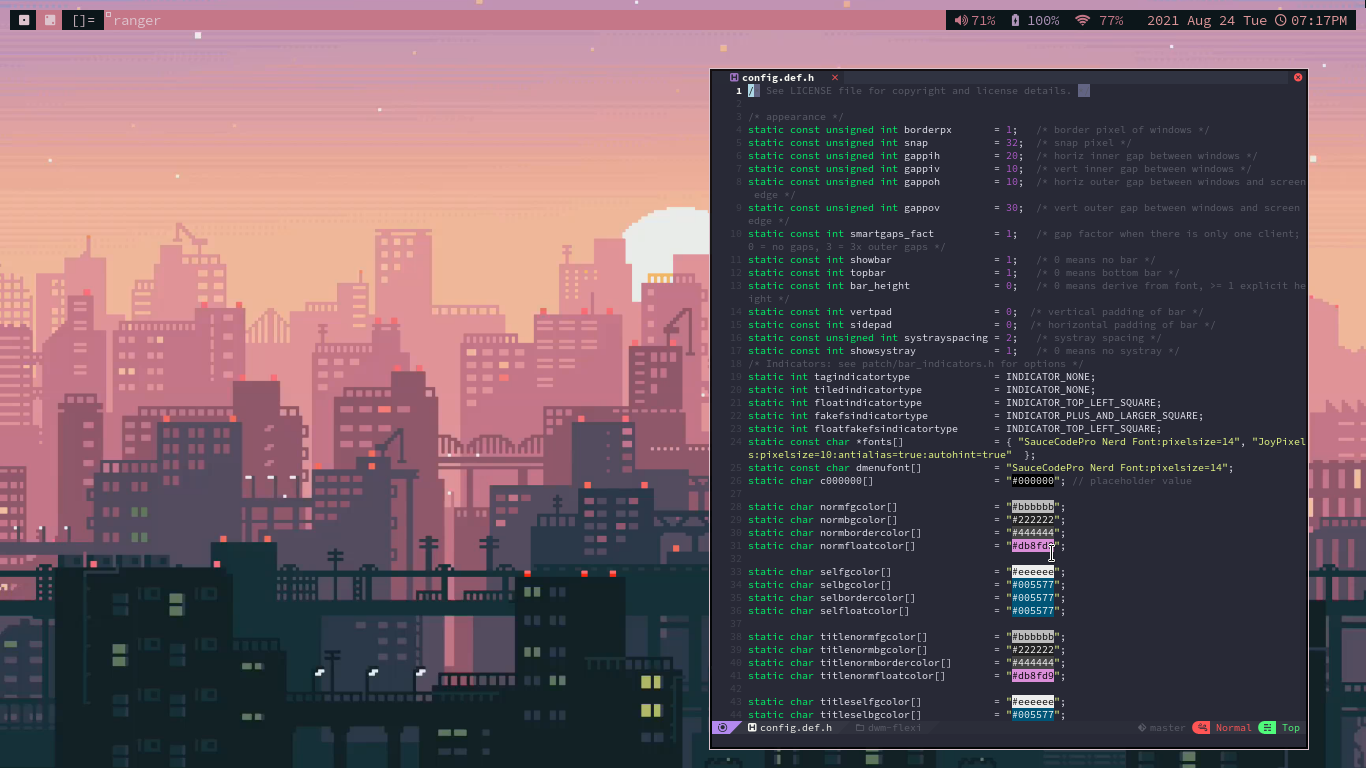 []= ranger 71% 100% 77% 2021 Aug 24 Tue 07:17PM
config.def.h ×
1 / See LICENSE file for copyright and license details.
2
3 /* appearance */
4 static const unsigned int borderpx = 1; /* border pixel of windows */
5 static const unsigned int snap = 32; /* snap pixel */
6 static const unsigned int gappih = 20; /* horiz inner gap between windows */
7 static const unsigned int gappiv = 10; /* vert inner gap between windows */
8 static const unsigned int gappoh = 10; /* horiz outer gap between windows and screen
edge */
9 static const unsigned int gappov = 30; /* vert outer gap between windows and screen
edge */
10 static const int smartgaps_fact = 1; /* gap factor when there is only one client;
0 = no gaps, 3 = 3x outer gaps */
11 static const int showbar = 1; /* 0 means no bar */
12 static const int topbar = 1; /* 0 means bottom bar */
13 static const int bar_height = 0; /* 0 means derive from font, >= 1 explicit he
ight */
14 static const int vertpad = 0; /* vertical padding of bar */
15 static const int sidepad = 0; /* horizontal padding of bar */
16 static const unsigned int systrayspacing = 2; /* systray spacing */
17 static const int showsystray = 1; /* 0 means no systray */
18 /* Indicators: see patch/bar_indicators.h for options */
19 static int tagindicatortype = INDICATOR_NONE;
20 static int tiledindicatortype = INDICATOR_NONE;
21 static int floatindicatortype = INDICATOR_TOP_LEFT_SQUARE;
22 static int fakefsindicatortype = INDICATOR_PLUS_AND_LARGER_SQUARE;
23 static int floatfakefsindicatortype = INDICATOR_TOP_LEFT_SQUARE;
24 static const char *fonts[] = { "SauceCodePro Nerd Font:pixelsize=14", "JoyPixel
s:pixelsize=10:antialias=true:autohint=true" };
25 static const char dmenufont[] = "SauceCodePro Nerd Font:pixelsize=14";
26 static char c000000[] = "#000000"; // placeholder value
27
28 static char normfgcolor[] = "#bbbbbb";
29 static char normbgcolor[] = "#222222";
30 static char normbordercolor[] = "#444444";
31 static char normfloatcolor[] = "#db8fd9";
32
33 static char selfgcolor[] = "#eeeeee";
34 static char selbgcolor[] = "#005577";
35 static char selbordercolor[] = "#005577";
36 static char selfloatcolor[] = "#005577";
37
38 static char titlenormfgcolor[] = "#bbbbbb";
39 static char titlenormbgcolor[] = "#222222";
40 static char titlenormbordercolor[] = "#444444";
41 static char titlenormfloatcolor[] = "#db8fd9";
42
43 static char titleselfgcolor[] = "#eeeeee";
44 static char titleselbgcolor[] = "#005577";
config.def.h dwm-flexi master Normal Top